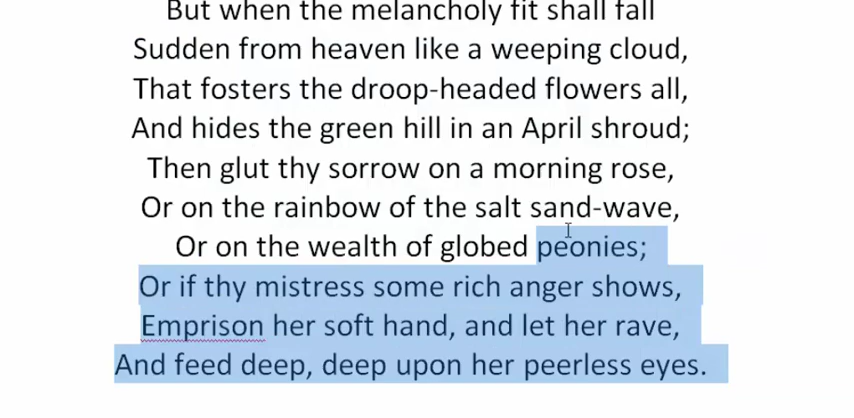 But when the melancholy fit shall fall
Sudden from heaven like a weeping cloud,
That fosters the droop-headed flowers all,
And hides the green hill in an April shroud;
Then glut thy sorrow on a morning rose,
Or on the rainbow of the salt sand-wave,
Or on the wealth of globed peonies;
Or if thy mistress some rich anger shows,
Emprison her soft hand, and let her rave,
And feed deep, deep upon her peerless eyes.